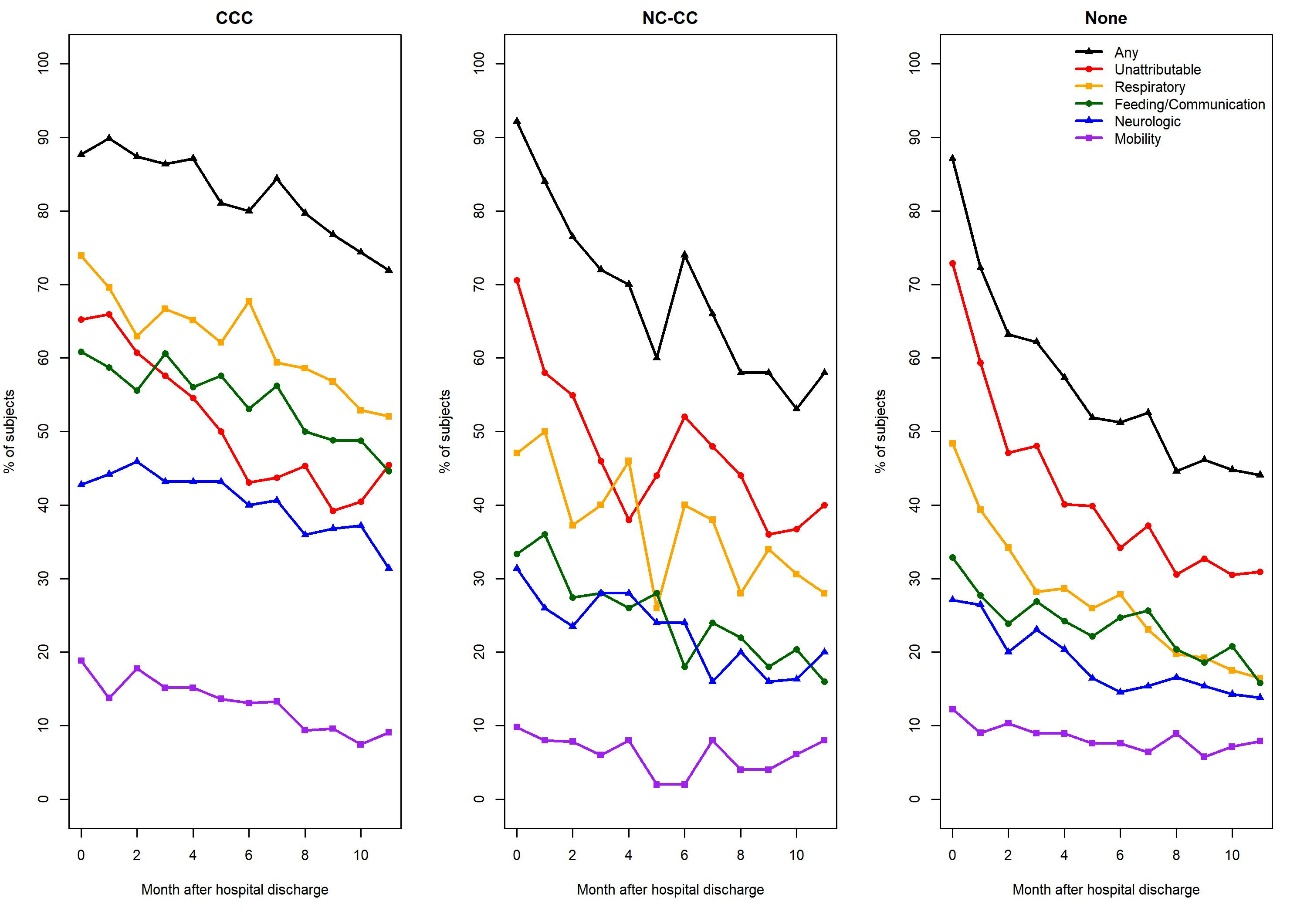 CCC
NC-CC
None
% of subjects
0
10
20
30
40
50
60
70
80
90
100
0 2 4 6 8 10
Month after hospital discharge
% of subjects
0
10
20
30
40
50
60
70
80
90
100
0 2 4 6 8 10
Month after hospital discharge
% of subjects
0
10
20
30
40
50
60
70
80
90
100
0 2 4 6 8 10
Month after hospital discharge
Any
Unattributable
Respiratory
Feeding/Communication
Neurologic
Mobility